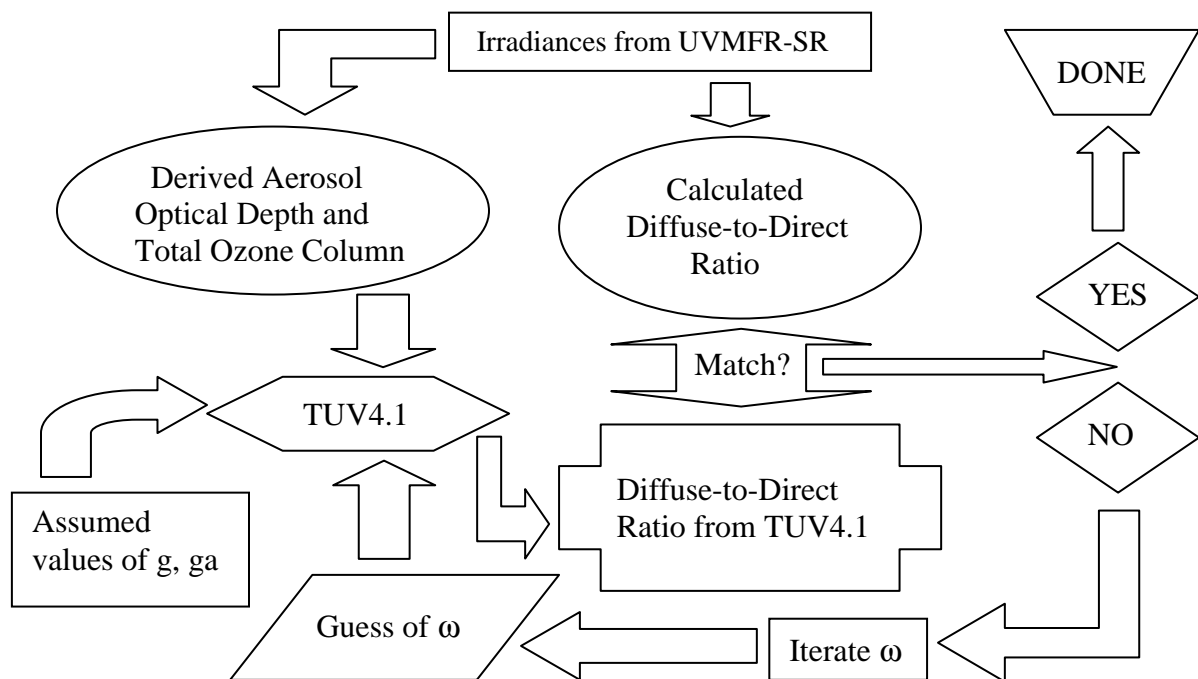 Irradiances from UVMFR-SR
DONE
Derived Aerosol
Optical Depth and
Total Ozone Column
Calculated
Diffuse-to-Direct
Ratio
YES
Match?
TUV4.1
NO
Assumed
values of g, ga
Diffuse-to-Direct
Ratio from TUV4.1
Guess of ω
Iterate ω